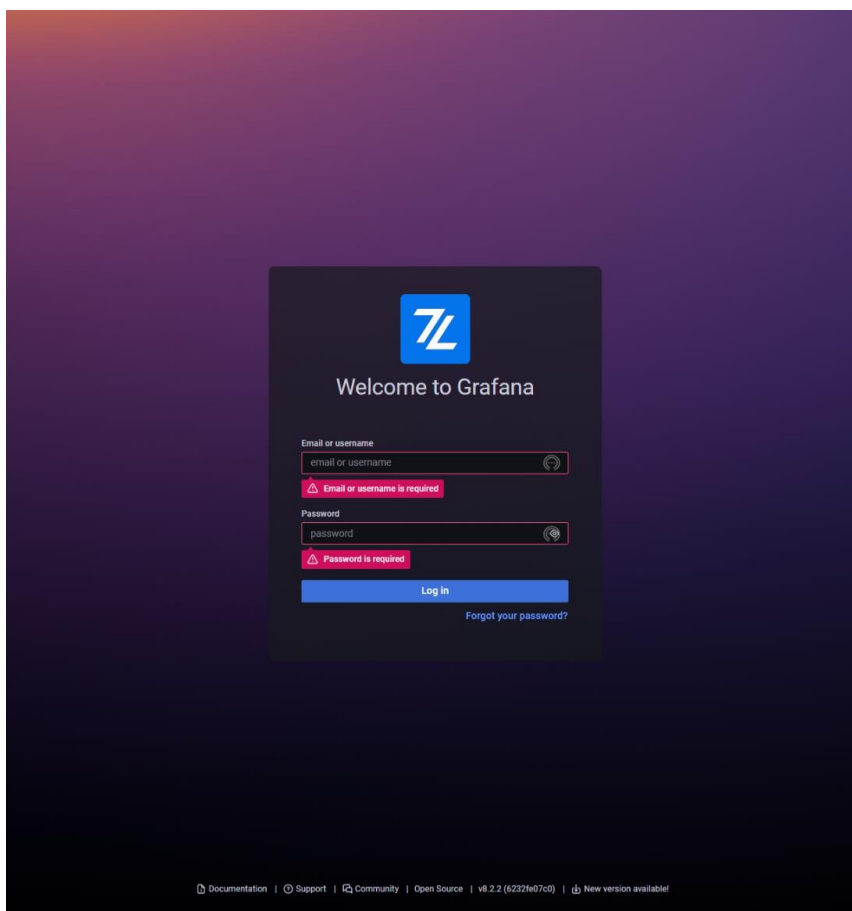 Welcome to Grafana
Email or username
email or username
Email or username is required
Password
password
Password is required
Log in
Forgot your password?
Documentation | Support | Community | Open Source | v8.2.2 (6232fe07c0) | New version available!